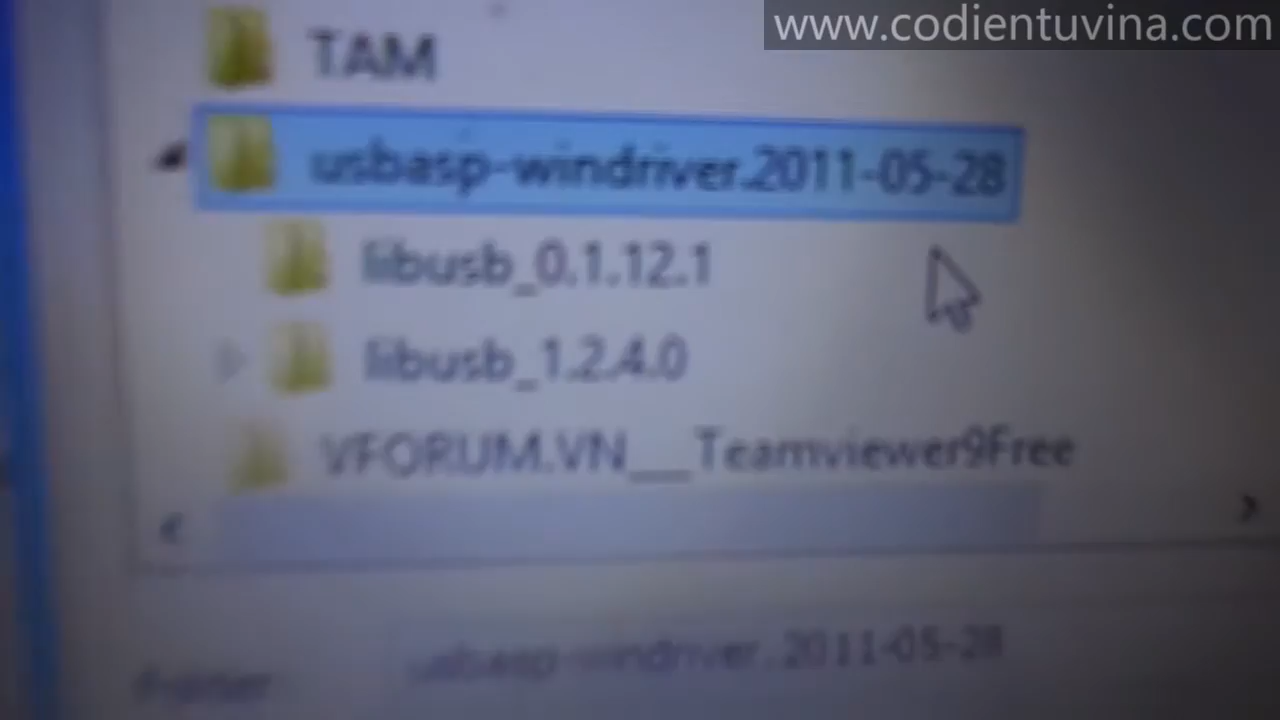 www.codientuvina.com
TAM
usbasp-windriver.2011-05-28
libusb_0.1.12.1
libusb_1.2.4.0
VFORUM.VN___Teamviewer9Free
Folder: usbasp-windriver.2011-05-28